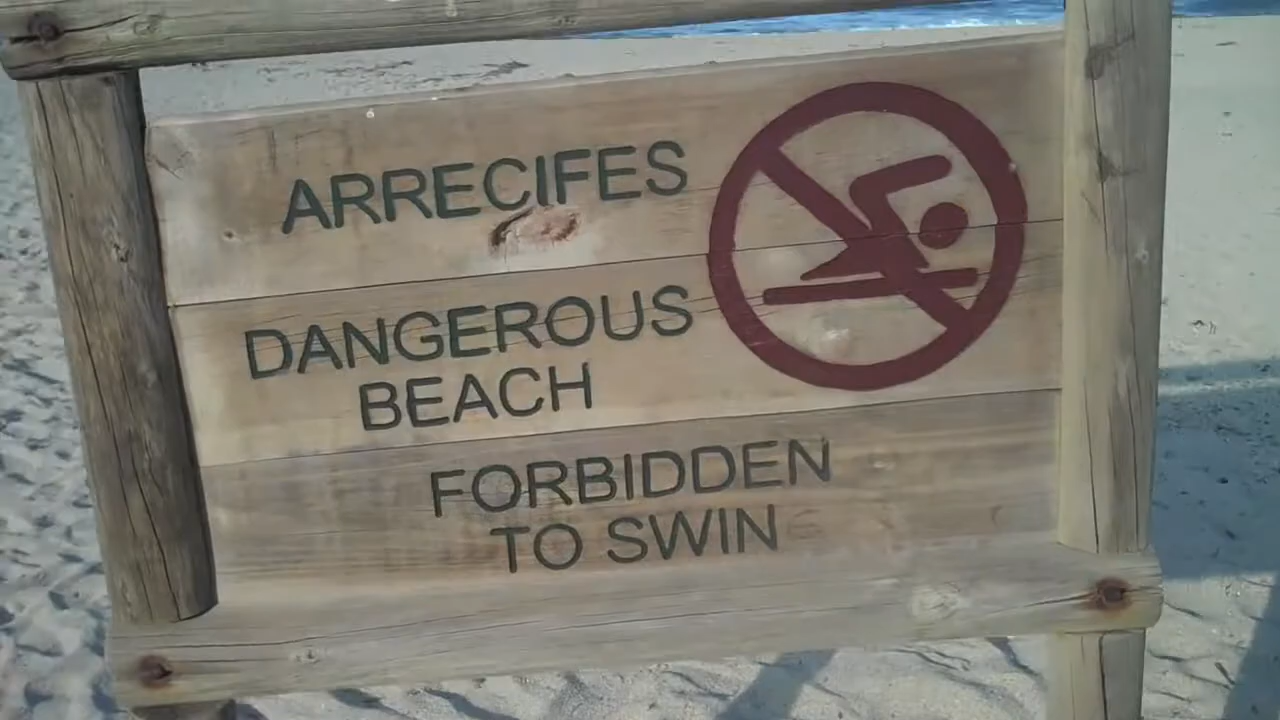 ARRECIFES
DANGEROUS
BEACH
FORBIDDEN
TO SWIN